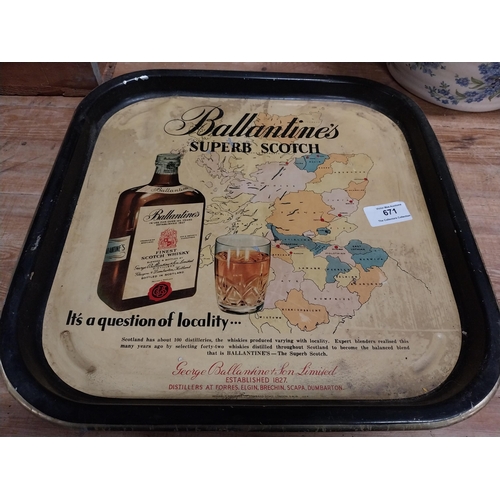 Ballantine's
SUPERB SCOTCH
671
Ballantine's
FINEST
SCOTCH WHISKY
It's a question of locality...
Scotland has about 100 distilleries, the whiskies produced varying with locality. Expert blenders realised this
many years ago by selecting forty-two whiskies distilled throughout Scotland to become the balanced blend
that is BALLANTINE'S—The Superb Scotch.
George Ballantine & Son Limited
ESTABLISHED 1827.
DISTILLERS AT FORRES, ELGIN, BRECHIN, SCAPA, DUMBARTON.